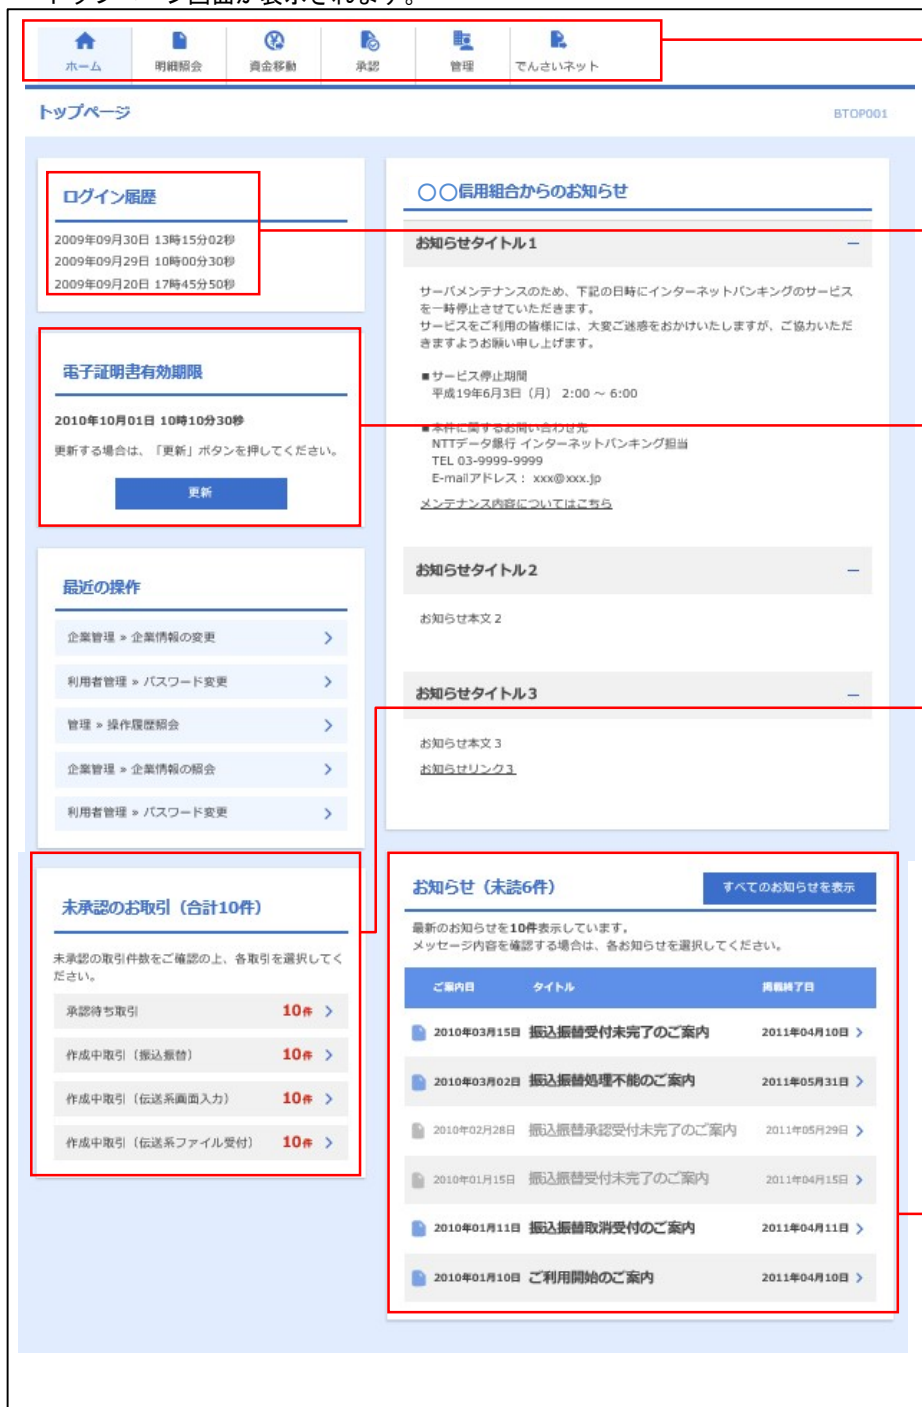 トップページ画面が表示されます。
ホーム 明細照会 資金移動 承認 管理 でんさいネット
トップページ
BTOP001
ログイン履歴
2009年09月30日 13時15分02秒
2009年09月29日 10時00分30秒
2009年09月20日 17時45分50秒
電子証明書有効期限
2010年10月01日 10時10分30秒
更新する場合は、「更新」ボタンを押してください。
更新
最近の操作
企業管理 » 企業情報の変更
利用者管理 » パスワード変更
管理 » 操作履歴照会
企業管理 » 企業情報の照会
利用者管理 » パスワード変更
未承認のお取引（合計10件）
未承認の取引件数をご確認の上、各取引を選択してく
ださい。
承認待ち取引 10件
作成中取引（振込振替） 10件
作成中取引（伝送系画面入力） 10件
作成中取引（伝送系ファイル受付） 10件
○○信用組合からのお知らせ
お知らせタイトル1
サーバメンテナンスのため、下記の日時にインターネットバンキングのサービス
を一時停止させていただきます。
サービスをご利用の皆様には、大変ご迷惑をおかけいたしますが、ご協力いただ
きますようお願い申し上げます。
■サービス停止期間
平成19年6月3日（月） 2:00 ～ 6:00
■本件に関するお問い合わせ先
NTTデータ銀行 インターネットバンキング担当
TEL 03-9999-9999
E-mailアドレス： xxx@xxx.jp
メンテナンス内容についてはこちら
お知らせタイトル2
お知らせ本文2
お知らせタイトル3
お知らせ本文3
お知らせリンク3
お知らせ（未読6件）
すべてのお知らせを表示
最新のお知らせを10件表示しています。
メッセージ内容を確認する場合は、各お知らせを選択してください。
ご案内日 タイトル 掲載終了日
2010年03月15日 振込振替受付未完了のご案内 2011年04月10日
2010年03月02日 振込振替処理不能のご案内 2011年05月31日
2010年02月28日 振込振替承認受付未完了のご案内 2011年05月29日
2010年01月15日 振込振替受付未完了のご案内 2011年04月15日
2010年01月11日 振込振替取消受付のご案内 2011年04月11日
2010年01月10日 ご利用開始のご案内 2011年04月10日